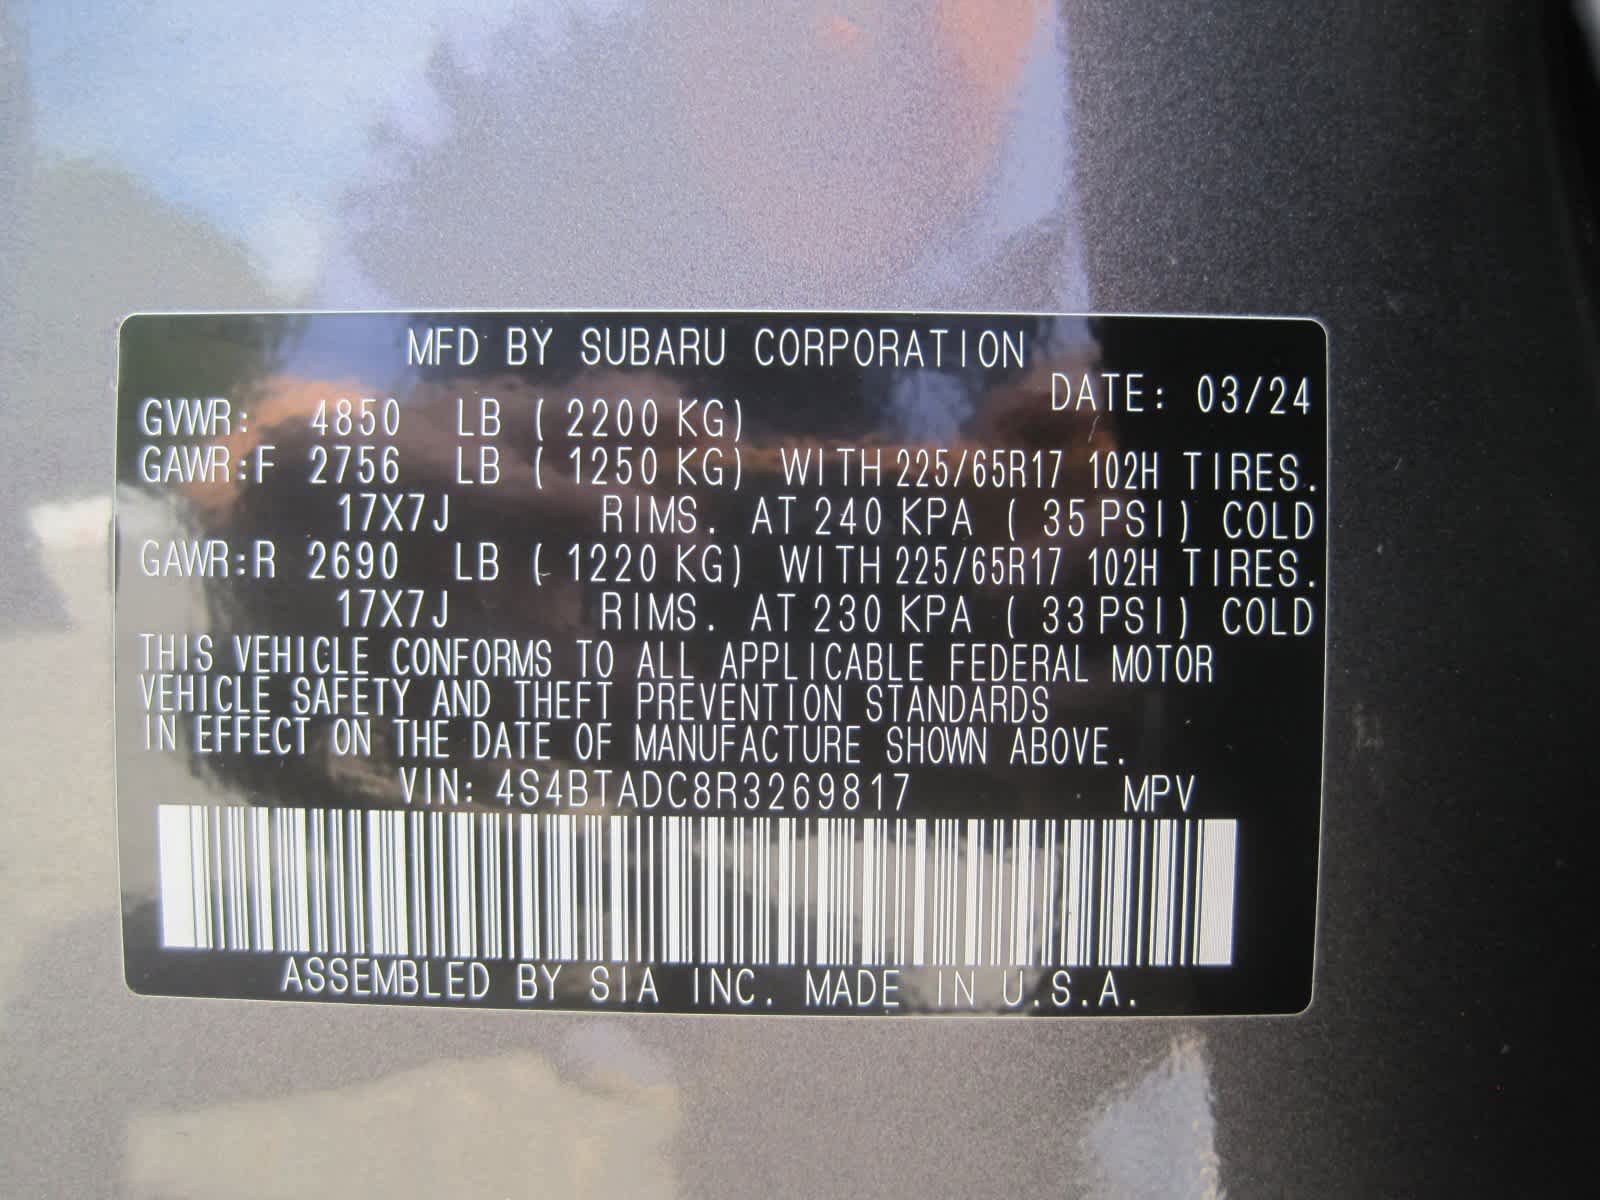 MFD BY SUBARU CORPORATION
DATE: 03/24
GVWR: 4850 LB ( 2200 KG)
GAWR:F 2756 LB ( 1250 KG) WITH 225/65R17 102H TIRES.
17X7J RIMS. AT 240 KPA ( 35 PSI) COLD
GAWR:R 2690 LB ( 1220 KG) WITH 225/65R17 102H TIRES.
17X7J RIMS. AT 230 KPA ( 33 PSI) COLD
THIS VEHICLE CONFORMS TO ALL APPLICABLE FEDERAL MOTOR
VEHICLE SAFETY AND THEFT PREVENTION STANDARDS
IN EFFECT ON THE DATE OF MANUFACTURE SHOWN ABOVE.
VIN: 4S4BTADC8R3269817 MPV
ASSEMBLED BY SIA INC. MADE IN U.S.A.